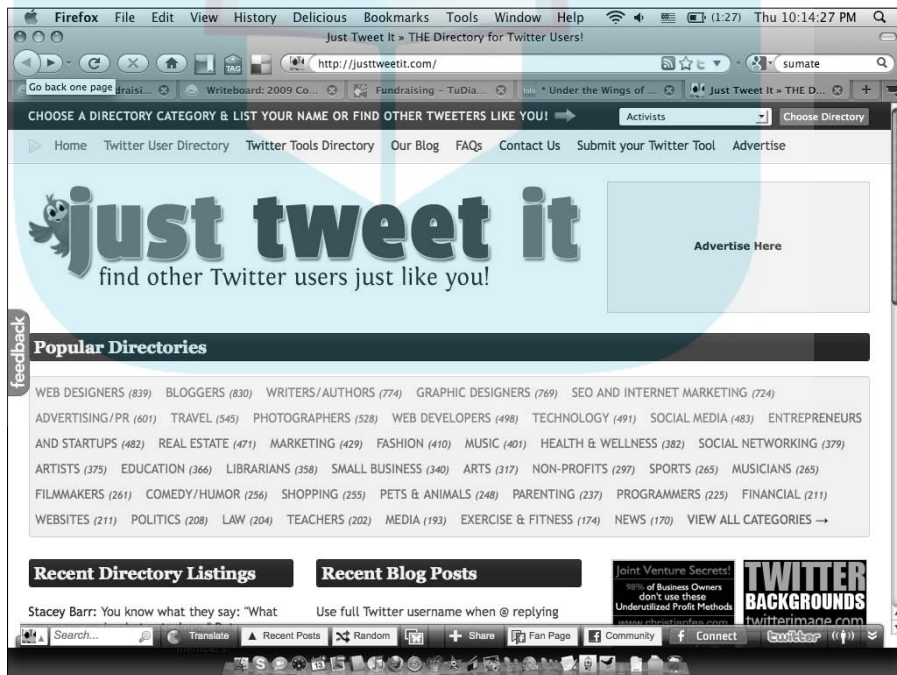 Firefox File Edit View History Delicious Bookmarks Tools Window Help (1:27) Thu 10:14:27 PM
Just Tweet It » THE Directory for Twitter Users!
TAG http://justtweetit.com/ sumate
Go back one page draisi... Writeboard: 2009 Co... Fundraising – TuDia... * Under the Wings of ... Just Tweet It » THE D...
CHOOSE A DIRECTORY CATEGORY & LIST YOUR NAME OR FIND OTHER TWEETERS LIKE YOU! Activists Choose Directory
Home Twitter User Directory Twitter Tools Directory Our Blog FAQs Contact Us Submit your Twitter Tool Advertise
just tweet it
find other Twitter users just like you!
Advertise Here
feedback
Popular Directories
WEB DESIGNERS (839) BLOGGERS (830) WRITERS/AUTHORS (774) GRAPHIC DESIGNERS (769) SEO AND INTERNET MARKETING (724)
ADVERTISING/PR (601) TRAVEL (545) PHOTOGRAPHERS (528) WEB DEVELOPERS (498) TECHNOLOGY (491) SOCIAL MEDIA (483) ENTREPRENEURS
AND STARTUPS (482) REAL ESTATE (471) MARKETING (429) FASHION (410) MUSIC (401) HEALTH & WELLNESS (382) SOCIAL NETWORKING (379)
ARTISTS (375) EDUCATION (366) LIBRARIANS (358) SMALL BUSINESS (340) ARTS (317) NON-PROFITS (297) SPORTS (265) MUSICIANS (265)
FILMMAKERS (261) COMEDY/HUMOR (256) SHOPPING (255) PETS & ANIMALS (248) PARENTING (237) PROGRAMMERS (225) FINANCIAL (211)
WEBSITES (211) POLITICS (208) LAW (204) TEACHERS (202) MEDIA (193) EXERCISE & FITNESS (174) NEWS (170) VIEW ALL CATEGORIES →
Recent Directory Listings
Stacey Barr: You know what they say: "What
Recent Blog Posts
Use full Twitter username when @ replying
Joint Venture Secrets!
98% of Business Owners
don't use these
Underutilized Profit Methods
TWITTER
BACKGROUNDS
twitterimage.com
Search... Translate Recent Posts Random Share Fan Page Community Connect twitter
members